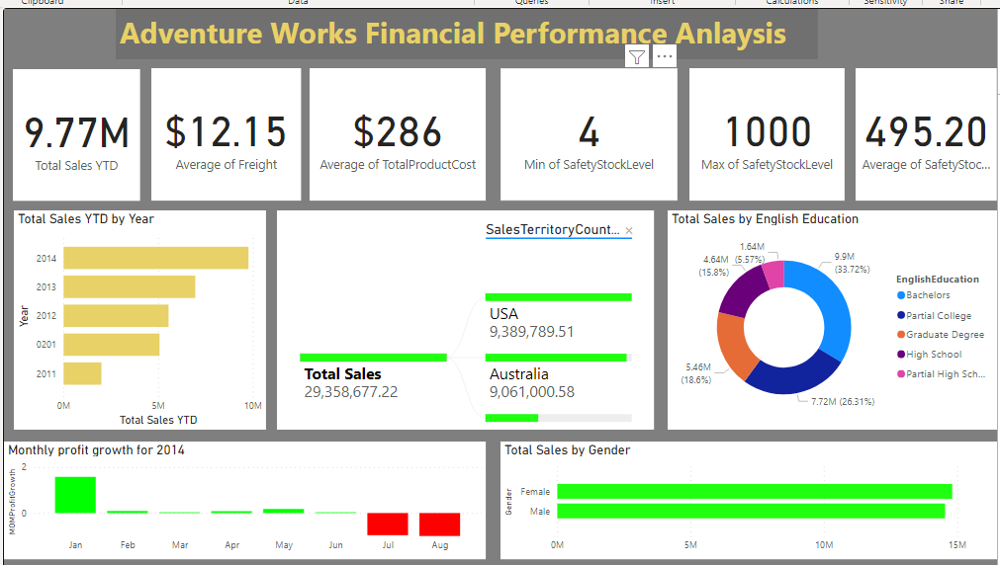 Clipboard
Data
Queries
Insert
Calculations
Sensitivity
Share
Adventure Works Financial Performance Anlaysis
9.77M
Total Sales YTD
$12.15
Average of Freight
$286
Average of TotalProductCost
4
Min of SafetyStockLevel
1000
Max of SafetyStockLevel
495.20
Average of SafetyStoc...
Total Sales YTD by Year
Year
2014
2013
2012
0201
2011
0M
5M
10M
Total Sales YTD
SalesTerritoryCount...
USA
9,389,789.51
Total Sales
29,358,677.22
Australia
9,061,000.58
Total Sales by English Education
1.64M
(5.57%)
4.64M
(15.8%)
9.9M
(33.72%)
5.46M
(18.6%)
7.72M (26.31%)
EnglishEducation
Bachelors
Partial College
Graduate Degree
High School
Partial High Sch...
Monthly profit growth for 2014
MOMProfitGrowth
2
0
Jan
Feb
Mar
Apr
May
Jun
Jul
Aug
Total Sales by Gender
Gender
Female
Male
0M
5M
10M
15M